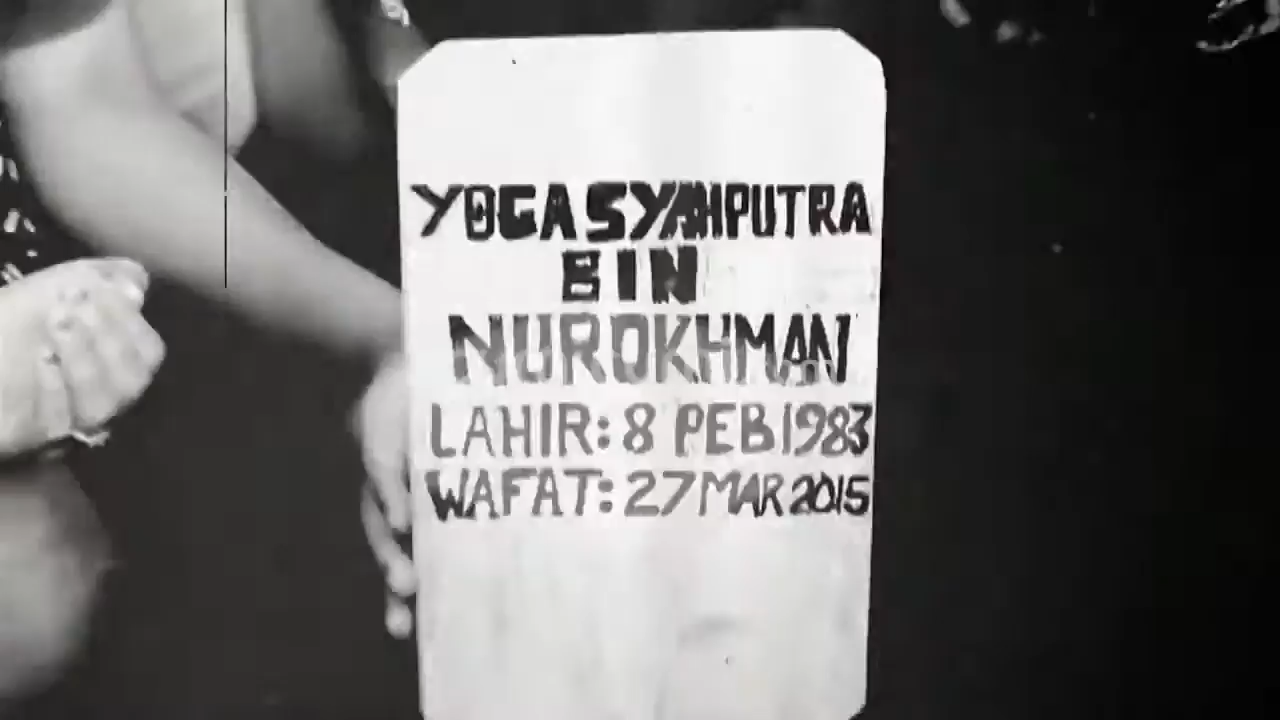 YOGA SYAHPUTRA
BIN
NUROKHMAN
LAHIR: 8 PEB 1983
WAFAT: 27 MAR 2015